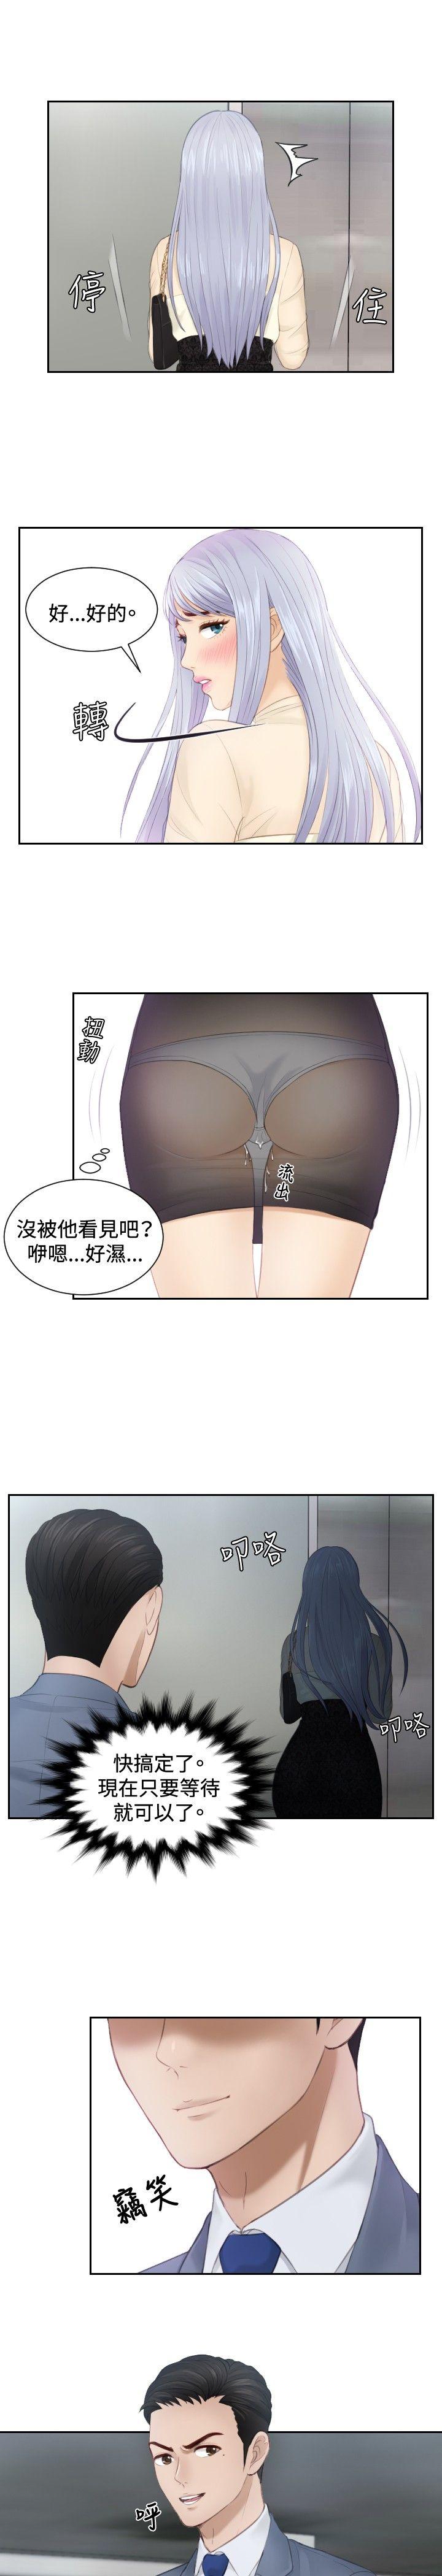 停
住
好...好的。
轉
扭動
流出
沒被他看見吧？
咿嗯...好濕...
叩咯
叩咯
快搞定了。
現在只要等待
就可以了。
竊笑
呼